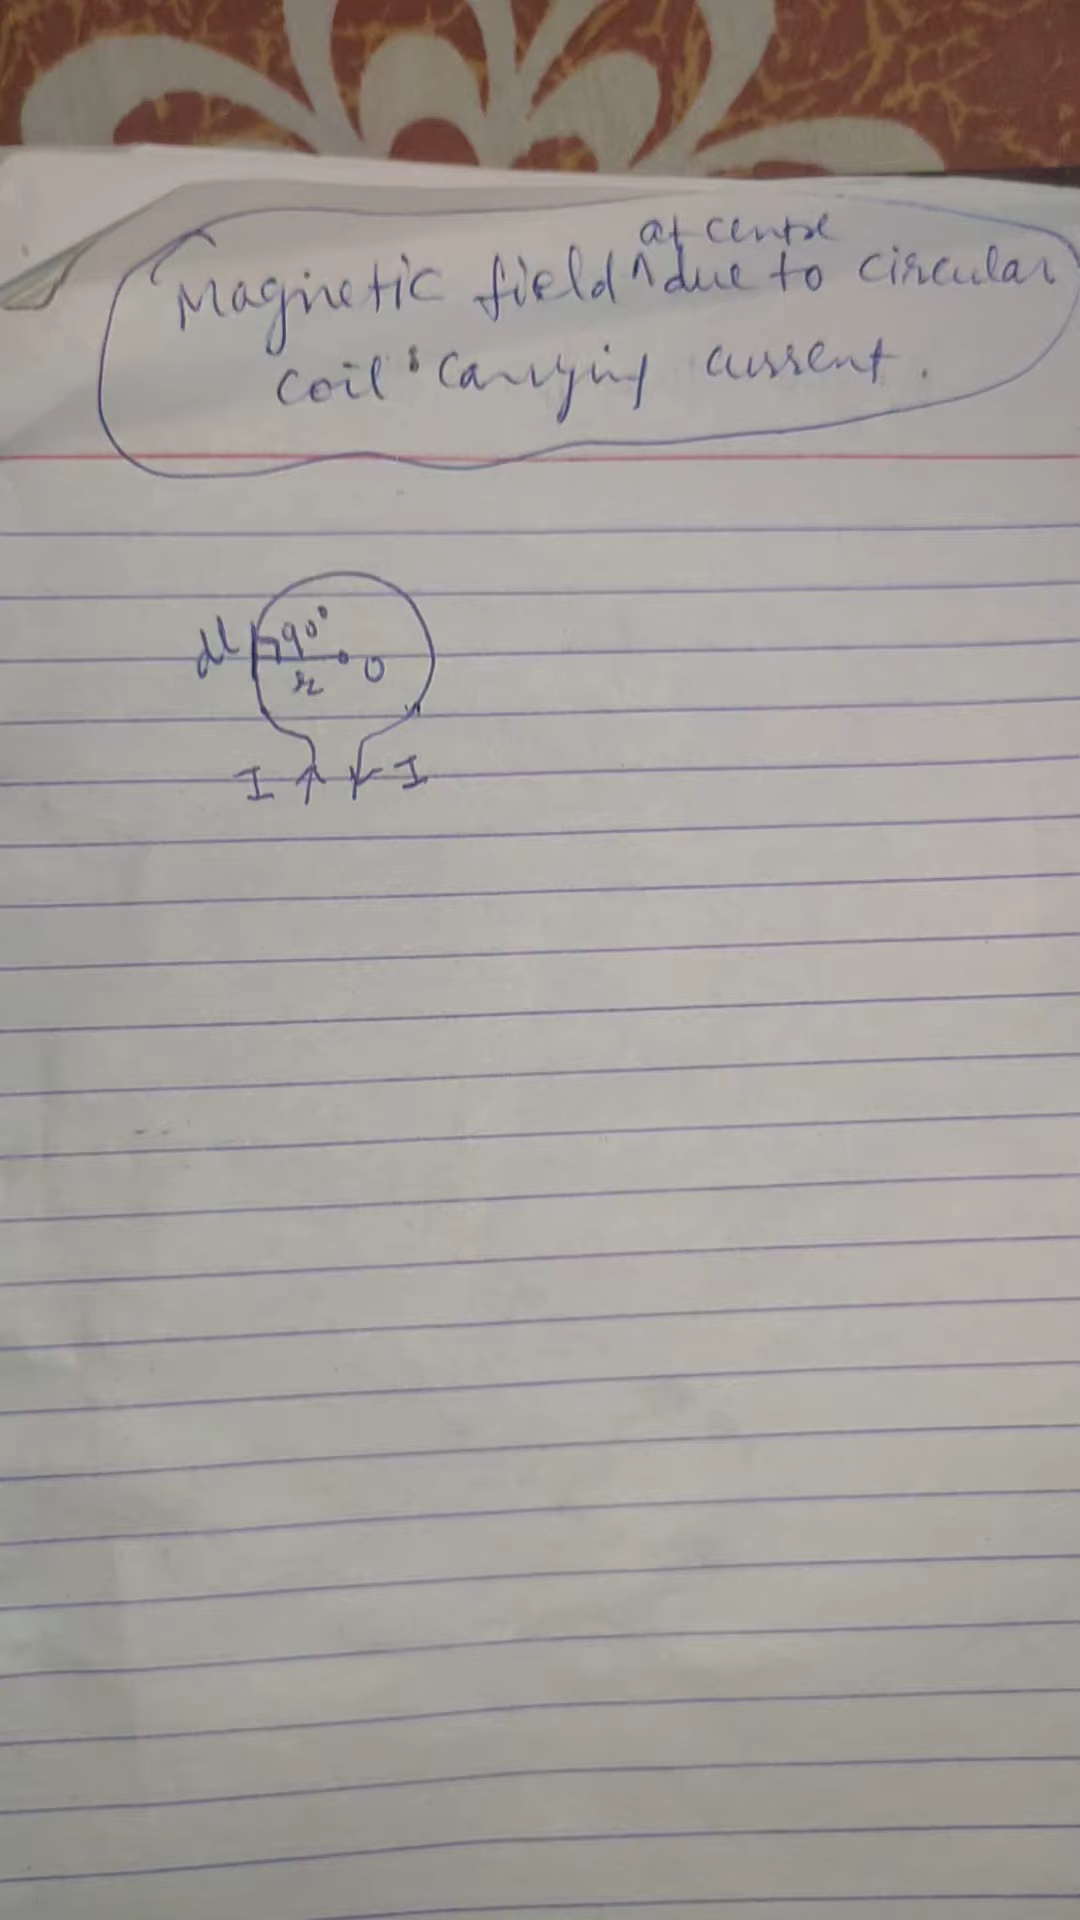 Magnetic field at centre due to circular
coil carrying current.
dl 90°
r O
I I